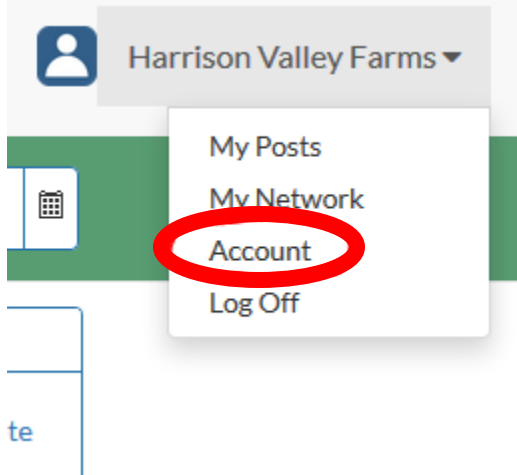 Harrison Valley Farms
My Posts
My Network
Account
Log Off
te